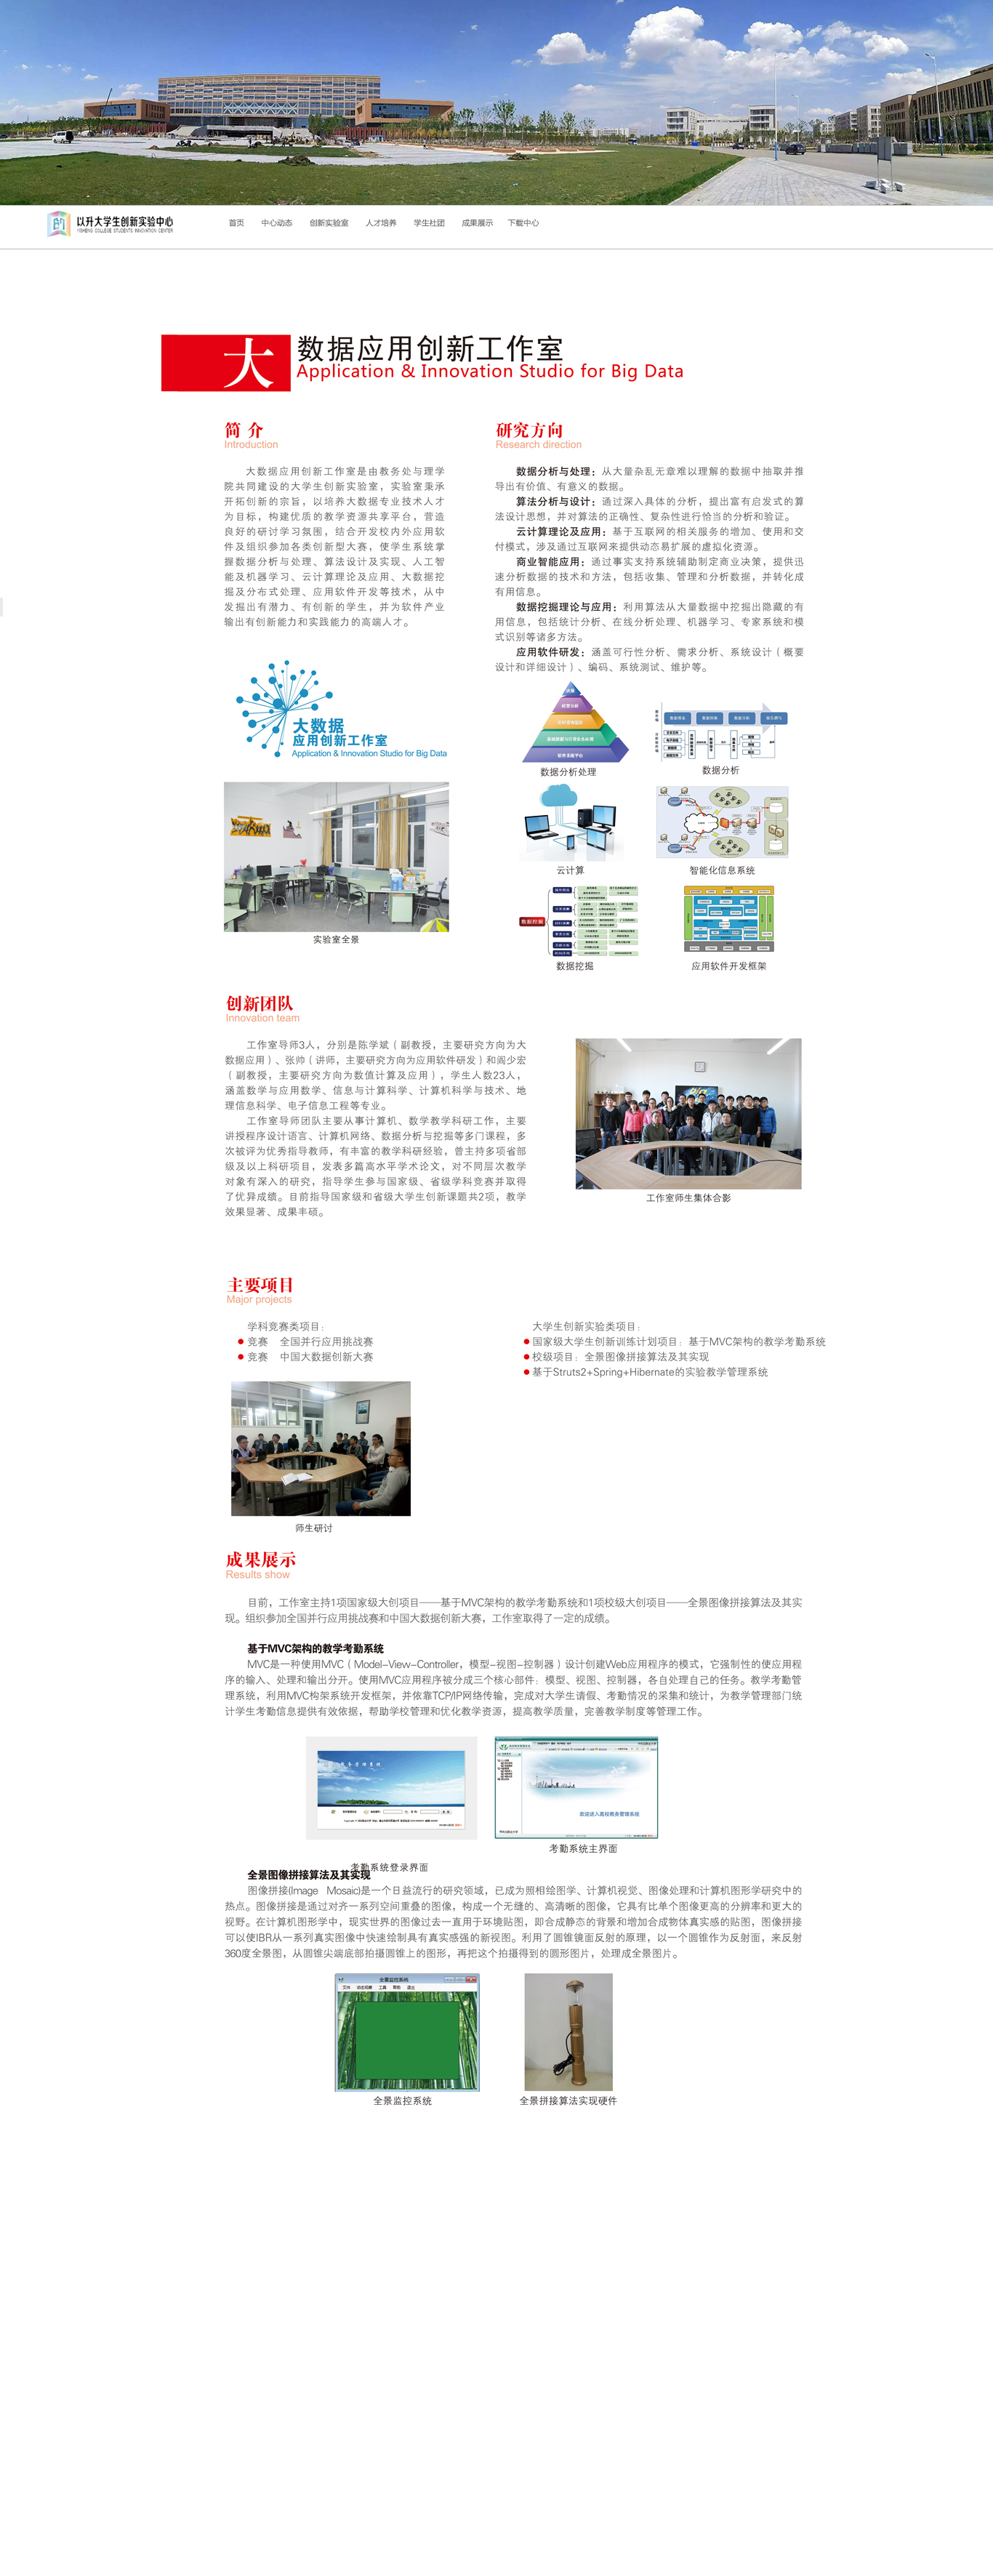 以升大学生创新实验中心
YISHENG COLLEGE STUDENTS INNOVATION CENTER
首页 中心动态 创新实验室 人才培养 学生社团 成果展示 下载中心
大数据应用创新工作室
Application & Innovation Studio for Big Data
简 介
Introduction
大数据应用创新工作室是由教务处与理学
院共同建设的大学生创新实验室，实验室秉承
开拓创新的宗旨，以培养大数据专业技术人才
为目标，构建优质的教学资源共享平台，营造
良好的研讨学习氛围，结合开发校内外应用软
件及组织参加各类创新型大赛，使学生系统掌
握数据分析与处理、算法设计及实现、人工智
能及机器学习、云计算理论及应用、大数据挖
掘及分布式处理、应用软件开发等技术，从中
发掘出有潜力、有创新的学生，并为软件产业
输出有创新能力和实践能力的高端人才。
大数据
应用创新工作室
Application & Innovation Studio for Big Data
实验室全景
研究方向
Research direction
数据分析与处理：从大量杂乱无章难以理解的数据中抽取并推
导出有价值、有意义的数据。
算法分析与设计：通过深入具体的分析，提出富有启发式的算
法设计思想，并对算法的正确性、复杂性进行恰当的分析和验证。
云计算理论及应用：基于互联网的相关服务的增加、使用和交
付模式，涉及通过互联网来提供动态易扩展的虚拟化资源。
商业智能应用：通过事实支持系统辅助制定商业决策，提供迅
速分析数据的技术和方法，包括收集、管理和分析数据，并转化成
有用信息。
数据挖掘理论与应用：利用算法从大量数据中挖掘出隐藏的有
用信息，包括统计分析、在线分析处理、机器学习、专家系统和模
式识别等诸多方法。
应用软件研发：涵盖可行性分析、需求分析、系统设计（概要
设计和详细设计）、编码、系统测试、维护等。
数据分析处理
数据分析
云计算
智能化信息系统
数据挖掘
数据挖掘
应用软件开发框架
创新团队
Innovation team
工作室导师3人，分别是陈学斌（副教授，主要研究方向为大
数据应用）、张帅（讲师，主要研究方向为应用软件研发）和阎少宏
（副教授，主要研究方向为数值计算及应用），学生人数23人，
涵盖数学与应用数学、信息与计算科学、计算机科学与技术、地
理信息科学、电子信息工程等专业。
工作室导师团队主要从事计算机、数学教学科研工作，主要
讲授程序设计语言、计算机网络、数据分析与挖掘等多门课程，多
次被评为优秀指导教师，有丰富的教学科研经验，曾主持多项省部
级及以上科研项目，发表多篇高水平学术论文，对不同层次教学
对象有深入的研究，指导学生参与国家级、省级学科竞赛并取得
了优异成绩。目前指导国家级和省级大学生创新课题共2项，教学
效果显著、成果丰硕。
工作室师生集体合影
主要项目
Major projects
学科竞赛类项目：
竞赛 全国并行应用挑战赛
竞赛 中国大数据创新大赛
大学生创新实验类项目：
国家级大学生创新训练计划项目：基于MVC架构的教学考勤系统
校级项目：全景图像拼接算法及其实现
基于Struts2+Spring+Hibernate的实验教学管理系统
师生研讨
成果展示
Results show
目前，工作室主持1项国家级大创项目——基于MVC架构的教学考勤系统和1项校级大创项目——全景图像拼接算法及其实
现。组织参加全国并行应用挑战赛和中国大数据创新大赛，工作室取得了一定的成绩。
基于MVC架构的教学考勤系统
MVC是一种使用MVC（Model-View-Controller，模型-视图-控制器）设计创建Web应用程序的模式，它强制性的使应用程
序的输入、处理和输出分开。使用MVC应用程序被分成三个核心部件：模型、视图、控制器，各自处理自己的任务。教学考勤管
理系统，利用MVC构架系统开发框架，并依靠TCP/IP网络传输，完成对大学生请假、考勤情况的采集和统计，为教学管理部门统
计学生考勤信息提供有效依据，帮助学校管理和优化教学资源，提高教学质量，完善教学制度等管理工作。
欢迎进入高校教务管理系统
考勤系统主界面
考勤系统登录界面
全景图像拼接算法及其实现
图像拼接(Image Mosaic)是一个日益流行的研究领域，已成为照相绘图学、计算机视觉、图像处理和计算机图形学研究中的
热点。图像拼接是通过对齐一系列空间重叠的图像，构成一个无缝的、高清晰的图像，它具有比单个图像更高的分辨率和更大的
视野。在计算机图形学中，现实世界的图像过去一直用于环境贴图，即合成静态的背景和增加合成物体真实感的贴图，图像拼接
可以使IBR从一系列真实图像中快速绘制具有真实感强的新视图。利用了圆锥镜面反射的原理，以一个圆锥作为反射面，来反射
360度全景图，从圆锥尖端底部拍摄圆锥上的图形，再把这个拍摄得到的圆形图片，处理成全景图片。
全景监控系统
全景监控系统
全景拼接算法实现硬件